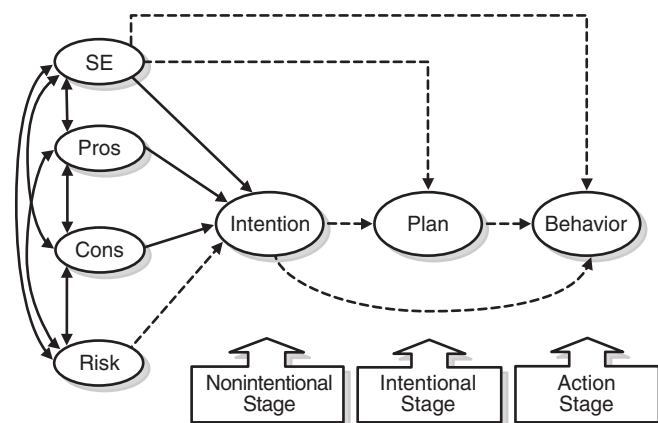 SE
Pros
Cons
Risk
Intention
Plan
Behavior
Nonintentional
Stage
Intentional
Stage
Action
Stage